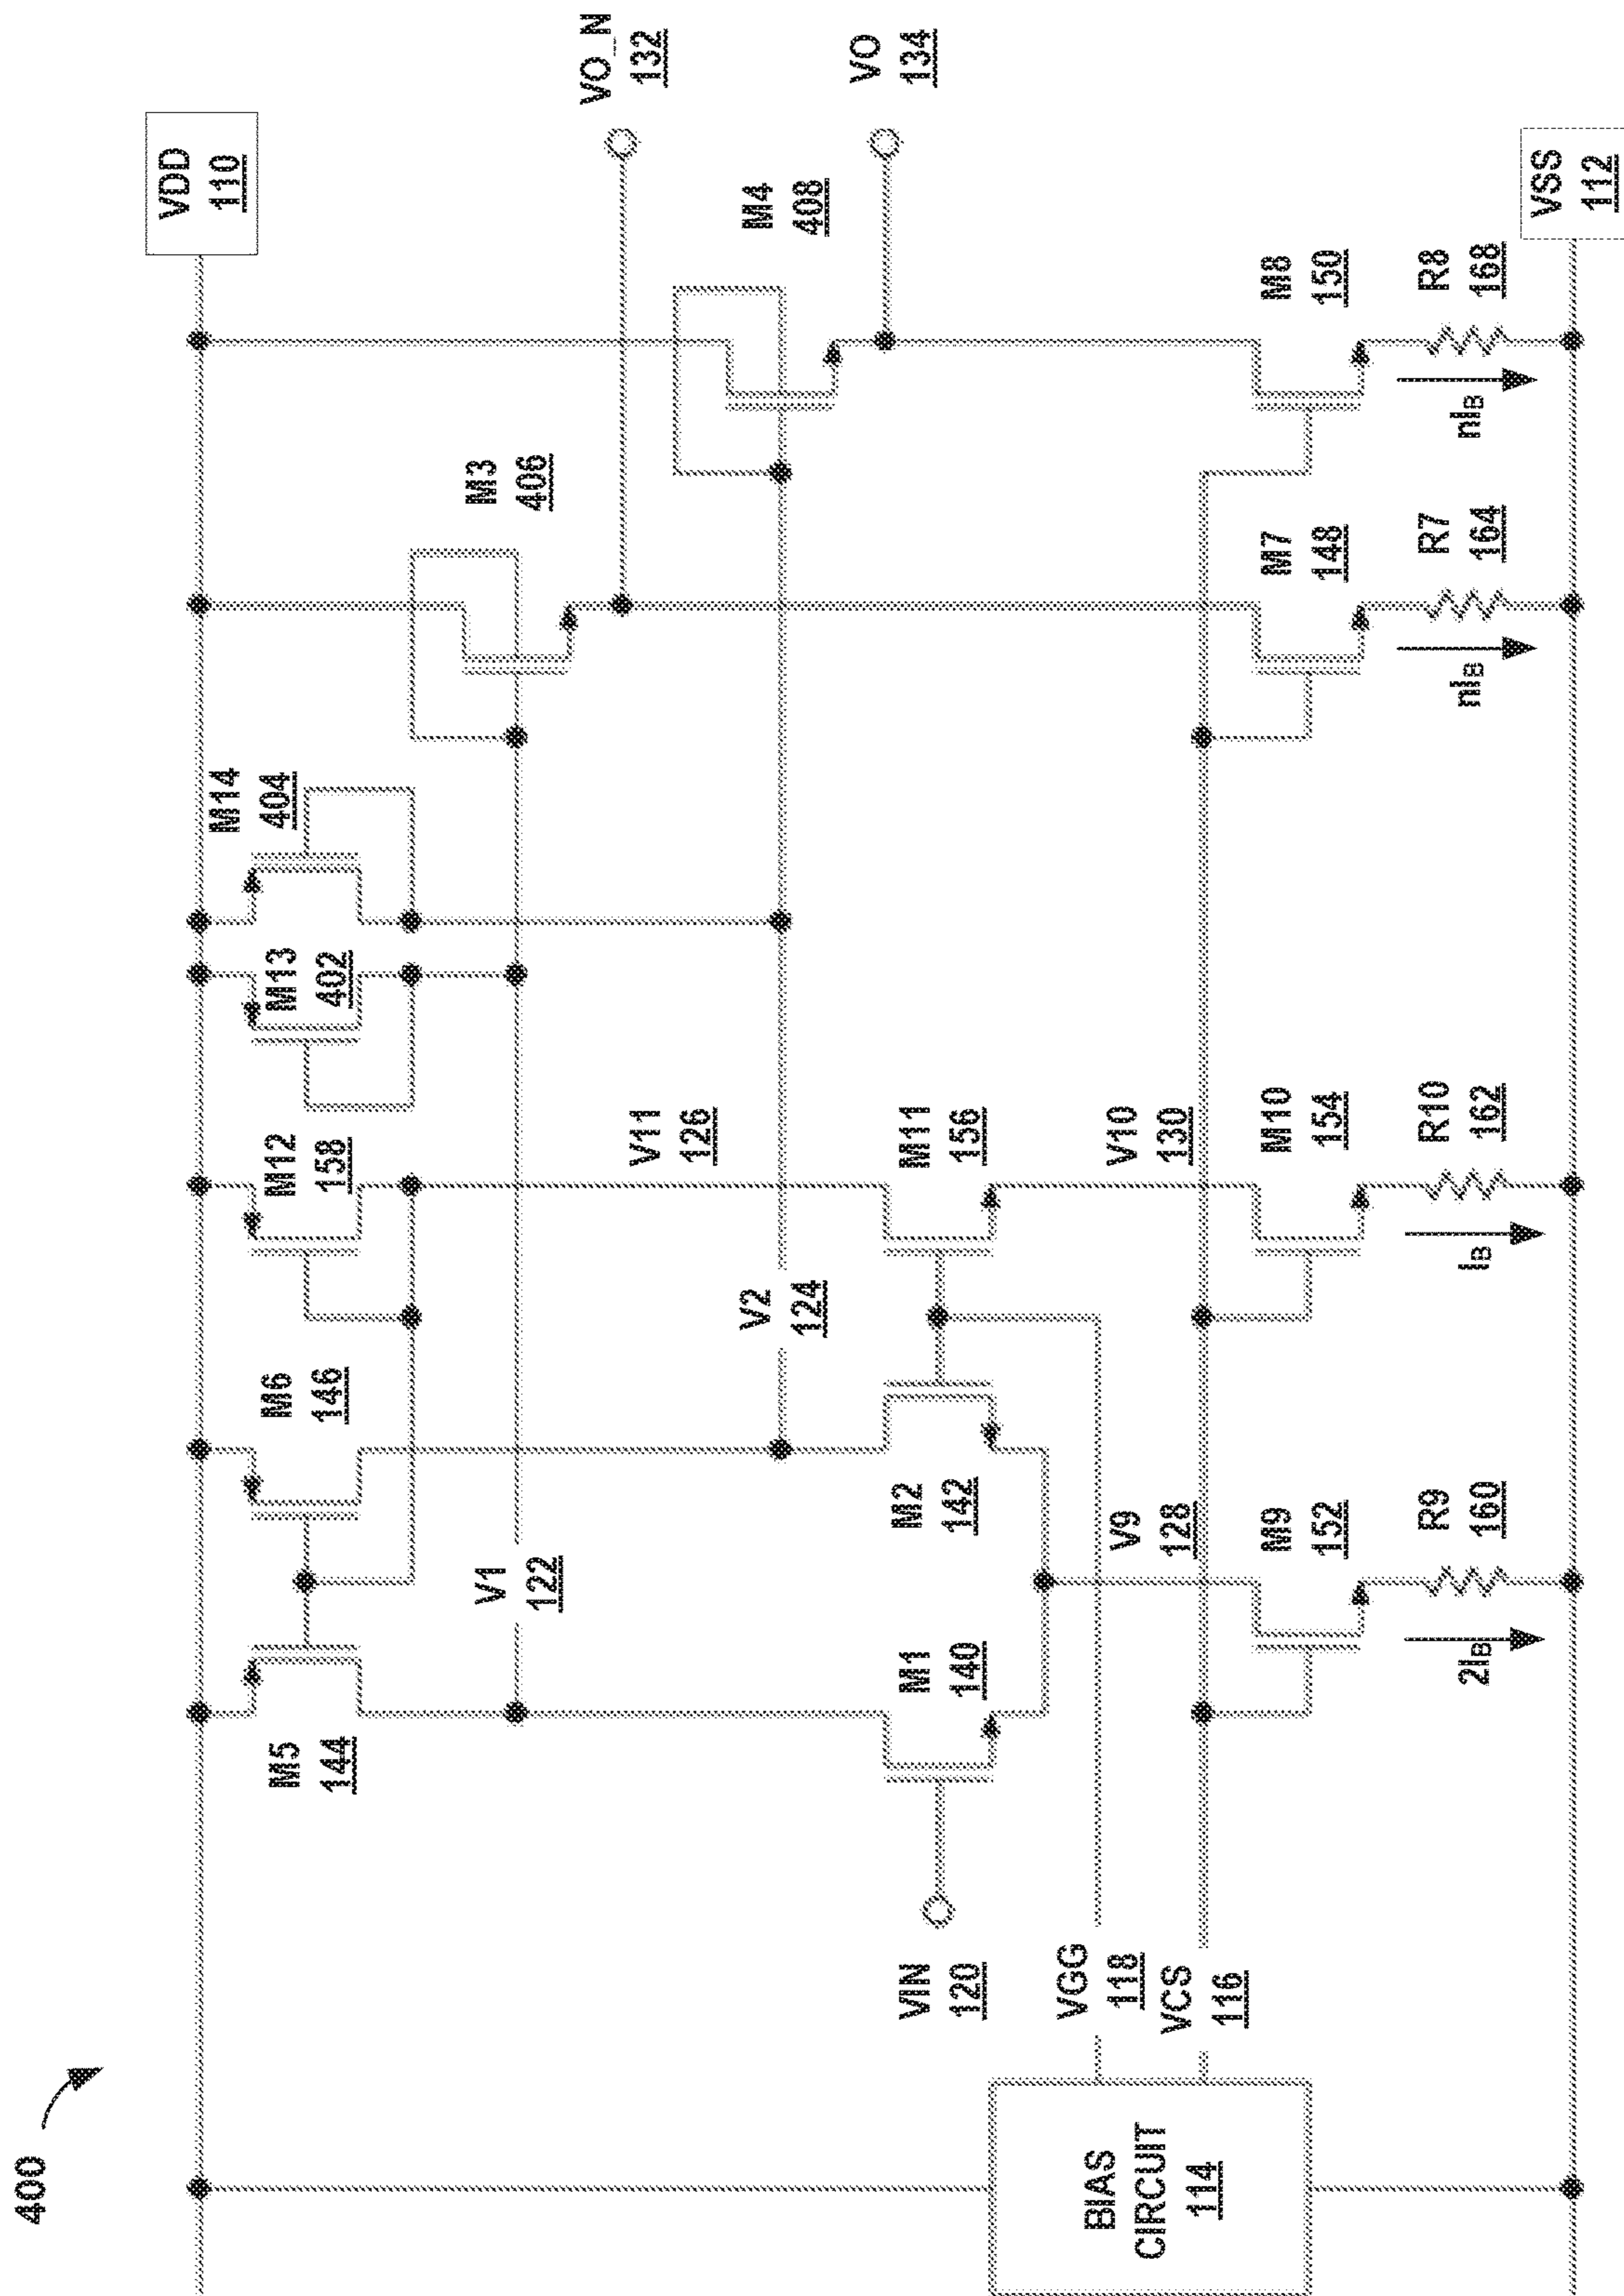 400
VDD
110
VO_N
132
VO
134
VSS
112
M5
144
M6
146
M12
158
M13
402
M14
404
M3
406
M4
408
V1
122
V2
124
V11
126
VIN
120
M1
140
M2
142
M11
156
VGG
118
VCS
116
V9
128
V10
130
BIAS
CIRCUIT
114
M9
152
M10
154
M7
148
M8
150
R9
160
R10
162
R7
164
R8
168
2IB
IB
nIB
nIB